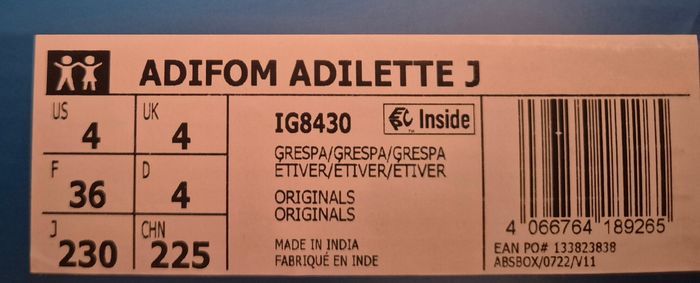 ADIFOM ADILETTE J
US 4 UK 4
F 36 D 4
J 230 CHN 225
IG8430
Inside
GRESPA/GRESPA/GRESPA
ETIVER/ETIVER/ETIVER
ORIGINALS
ORIGINALS
MADE IN INDIA
FABRIQUÉ EN INDE
4 066764 189265
EAN PO# 133823838
ABSBOX/0722/V11